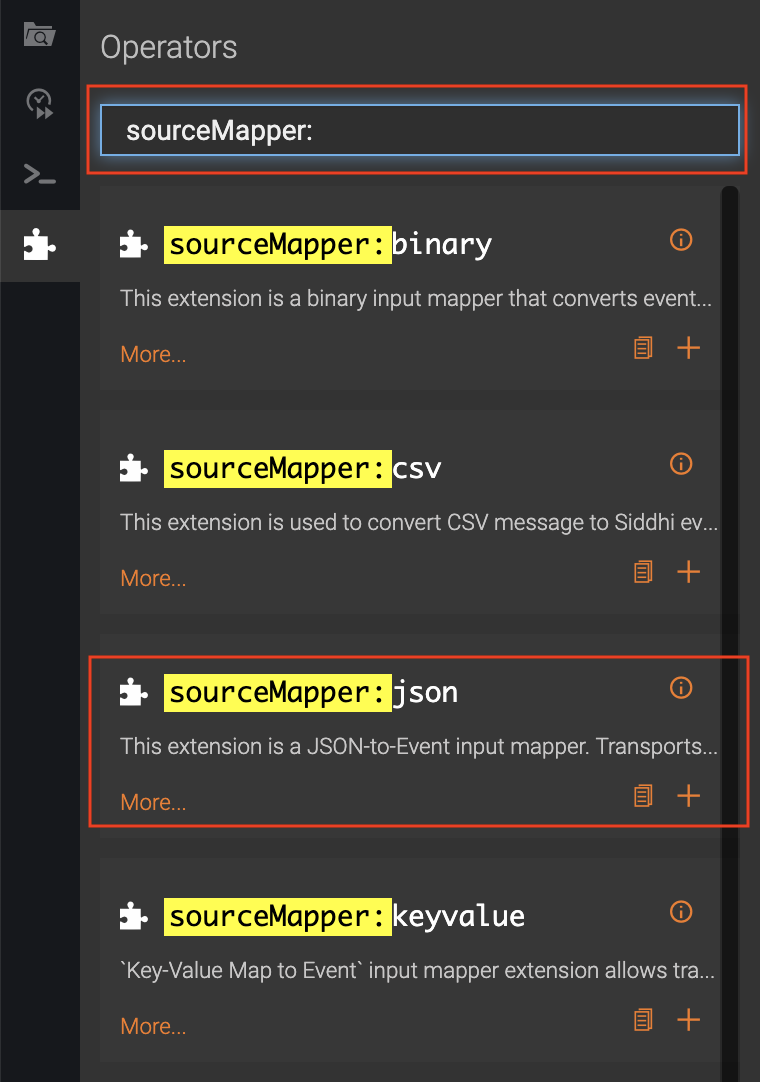 Operators
sourceMapper:
sourceMapper:binary
This extension is a binary input mapper that converts event...
More...
sourceMapper:csv
This extension is used to convert CSV message to Siddhi ev...
More...
sourceMapper:json
This extension is a JSON-to-Event input mapper. Transports...
More...
sourceMapper:keyvalue
`Key-Value Map to Event` input mapper extension allows tra...
More...